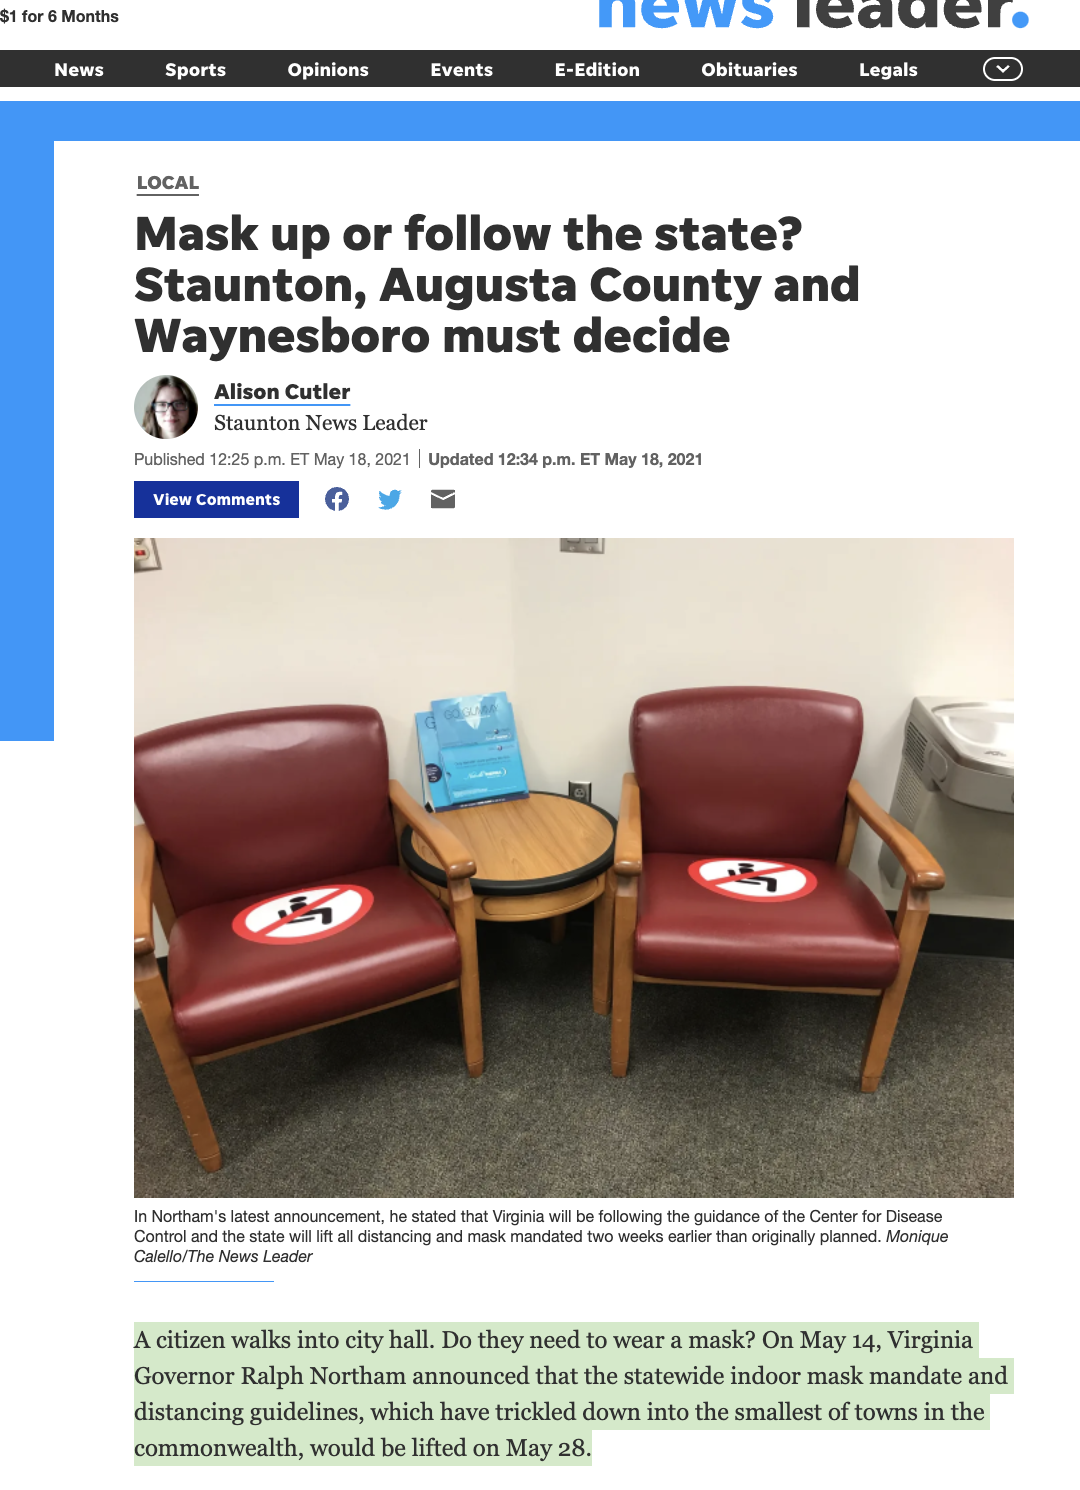 $1 for 6 Months
news leader.
News Sports Opinions Events E-Edition Obituaries Legals
LOCAL
Mask up or follow the state?
Staunton, Augusta County and
Waynesboro must decide
Alison Cutler
Staunton News Leader
Published 12:25 p.m. ET May 18, 2021 | Updated 12:34 p.m. ET May 18, 2021
View Comments
In Northam's latest announcement, he stated that Virginia will be following the guidance of the Center for Disease
Control and the state will lift all distancing and mask mandated two weeks earlier than originally planned. Monique
Calello/The News Leader
A citizen walks into city hall. Do they need to wear a mask? On May 14, Virginia
Governor Ralph Northam announced that the statewide indoor mask mandate and
distancing guidelines, which have trickled down into the smallest of towns in the
commonwealth, would be lifted on May 28.